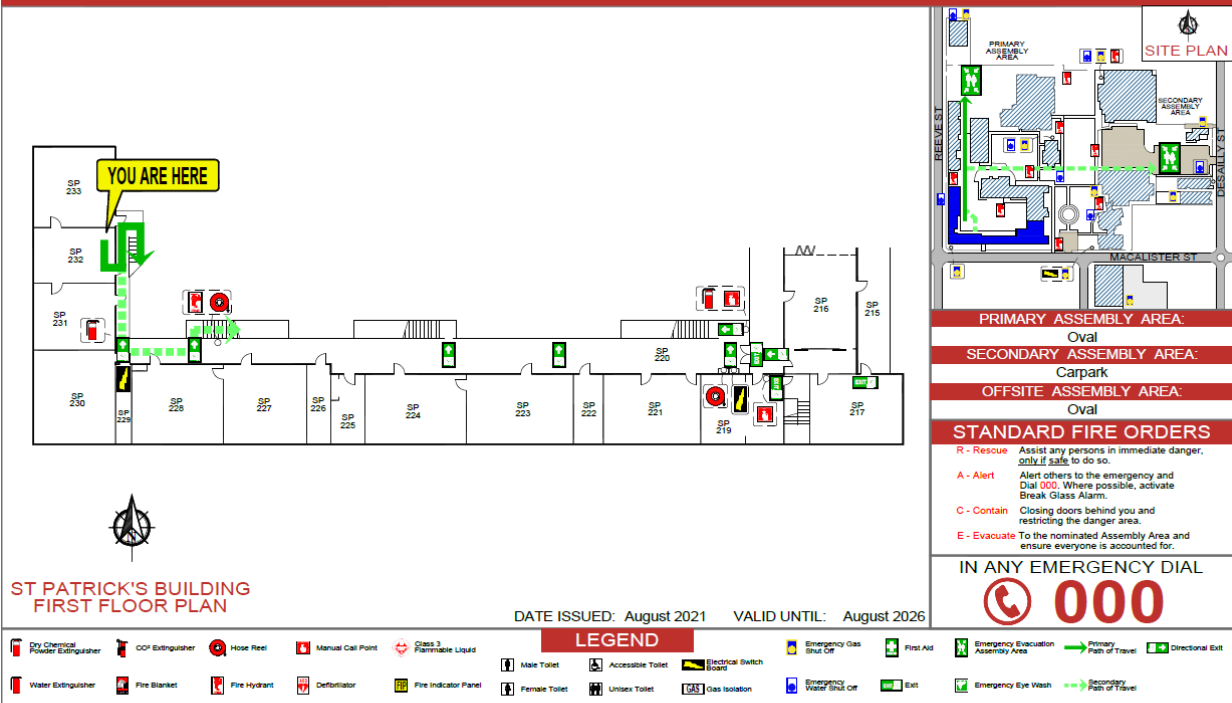 SP
233
YOU ARE HERE
SP
232
SP
231
SP
230
SP
229
SP
228
SP
227
SP
226
SP
225
SP
224
SP
223
SP
222
SP
221
SP
220
SP
219
SP
217
SP
216
SP
215
EXIT
ST PATRICK'S BUILDING
FIRST FLOOR PLAN
DATE ISSUED: August 2021 VALID UNTIL: August 2026
SITE PLAN
PRIMARY
ASSEMBLY
AREA
SECONDARY
ASSEMBLY
AREA
REEVE ST
DESAILLY ST
MACALISTER ST
PRIMARY ASSEMBLY AREA:
Oval
SECONDARY ASSEMBLY AREA:
Carpark
OFFSITE ASSEMBLY AREA:
Oval
STANDARD FIRE ORDERS
R - Rescue Assist any persons in immediate danger,
only if safe to do so.
A - Alert Alert others to the emergency and
Dial 000. Where possible, activate
Break Glass Alarm.
C - Contain Closing doors behind you and
restricting the danger area.
E - Evacuate To the nominated Assembly Area and
ensure everyone is accounted for.
IN ANY EMERGENCY DIAL
000
LEGEND
Dry Chemical
Powder Extinguisher
CO² Extinguisher
Hose Reel
Manual Call Point
Class 3
Flammable Liquid
Male Toilet
Accessible Toilet
Electrical Switch
Board
Emergency Gas
Shut Off
First Aid
Emergency Evacuation
Assembly Area
Primary
Path of Travel
Directional Exit
Water Extinguisher
Fire Blanket
Fire Hydrant
Defibrillator
FIP
Fire Indicator Panel
Female Toilet
Unisex Toilet
GAS
Gas Isolation
Emergency
Water Shut Off
Exit
Emergency Eye Wash
Secondary
Path of Travel